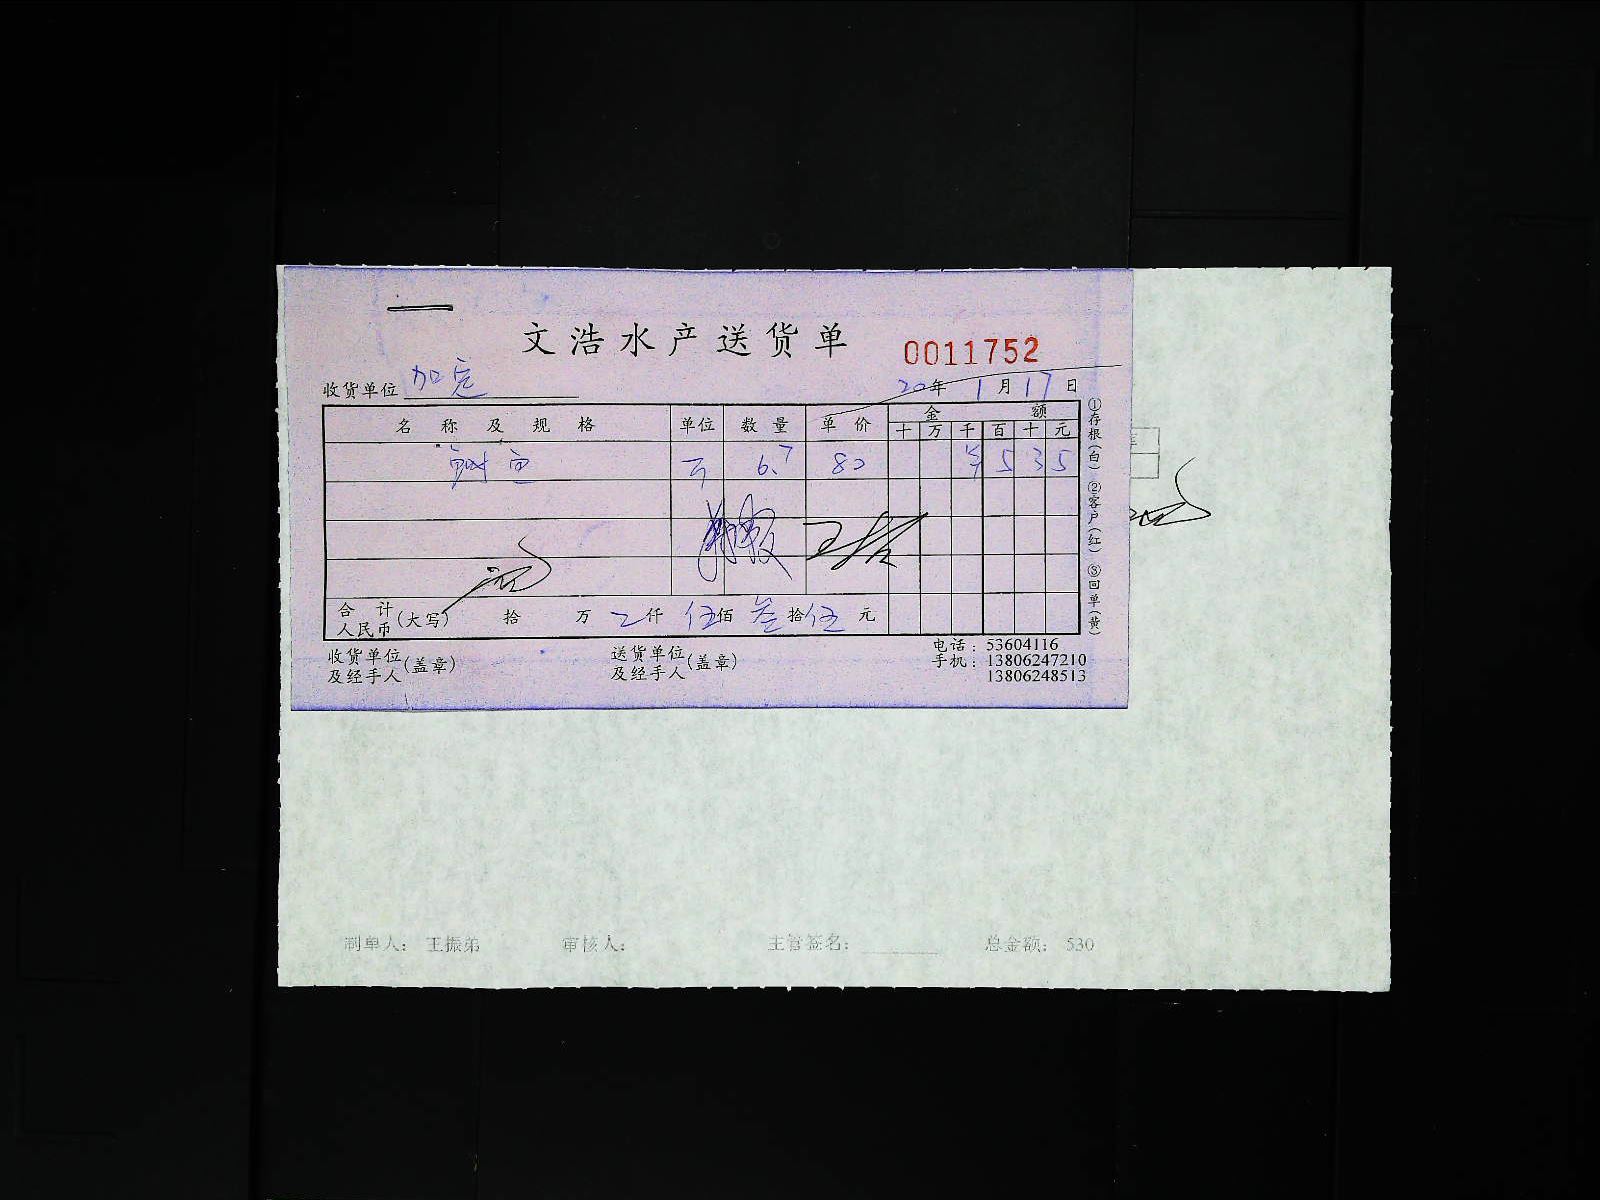 文浩水产送货单
0011752
收货单位 加完
20年1月17日
名称及规格 单位 数量 单价 金额
十 万 千 百 十 元
鱼 6.7 80 ¥ 5 3 5
合计人民币(大写) 拾 万 仟 伍佰 叁拾 伍 元
收货单位及经手人(盖章) 送货单位及经手人(盖章)
电话:53604116
手机:13806247210
13806248513
①存根(白) ②客户(红) ③回单(黄)
制单人: 王振弟 审核人: 主管签名: 总金额: 530